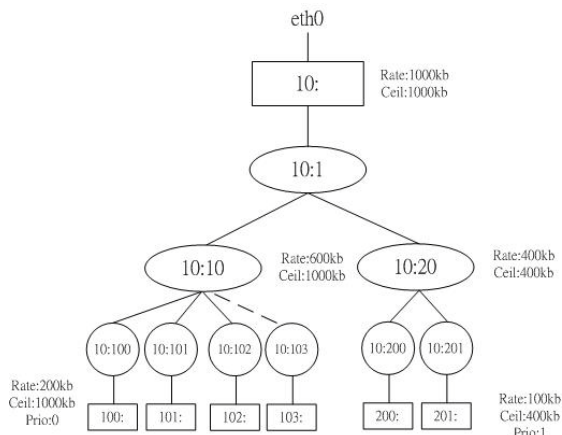 eth0
10:
Rate:1000kb
Ceil:1000kb
10:1
10:10
Rate:600kb
Ceil:1000kb
10:20
Rate:400kb
Ceil:400kb
10:100
10:101
10:102
10:103
10:200
10:201
Rate:200kb
Ceil:1000kb
Prio:0
100:
101:
102:
103:
200:
201:
Rate:100kb
Ceil:400kb
Prio:1